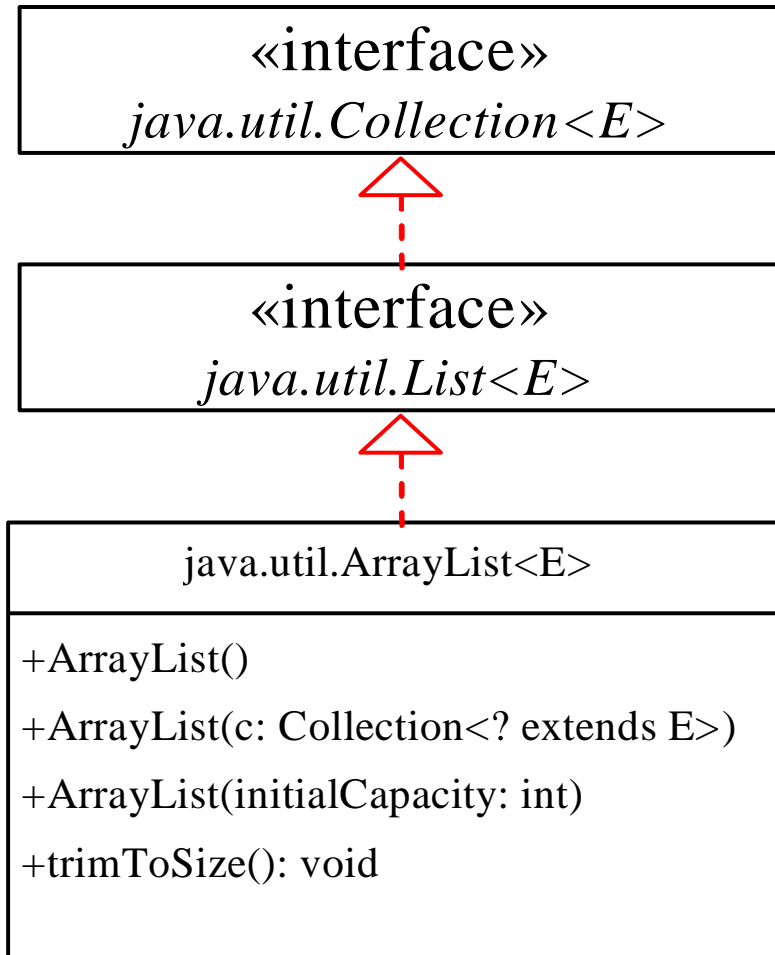 «interface»
java.util.Collection<E>
«interface»
java.util.List<E>
java.util.ArrayList<E>
+ArrayList()
+ArrayList(c: Collection<? extends E>)
+ArrayList(initialCapacity: int)
+trimToSize(): void